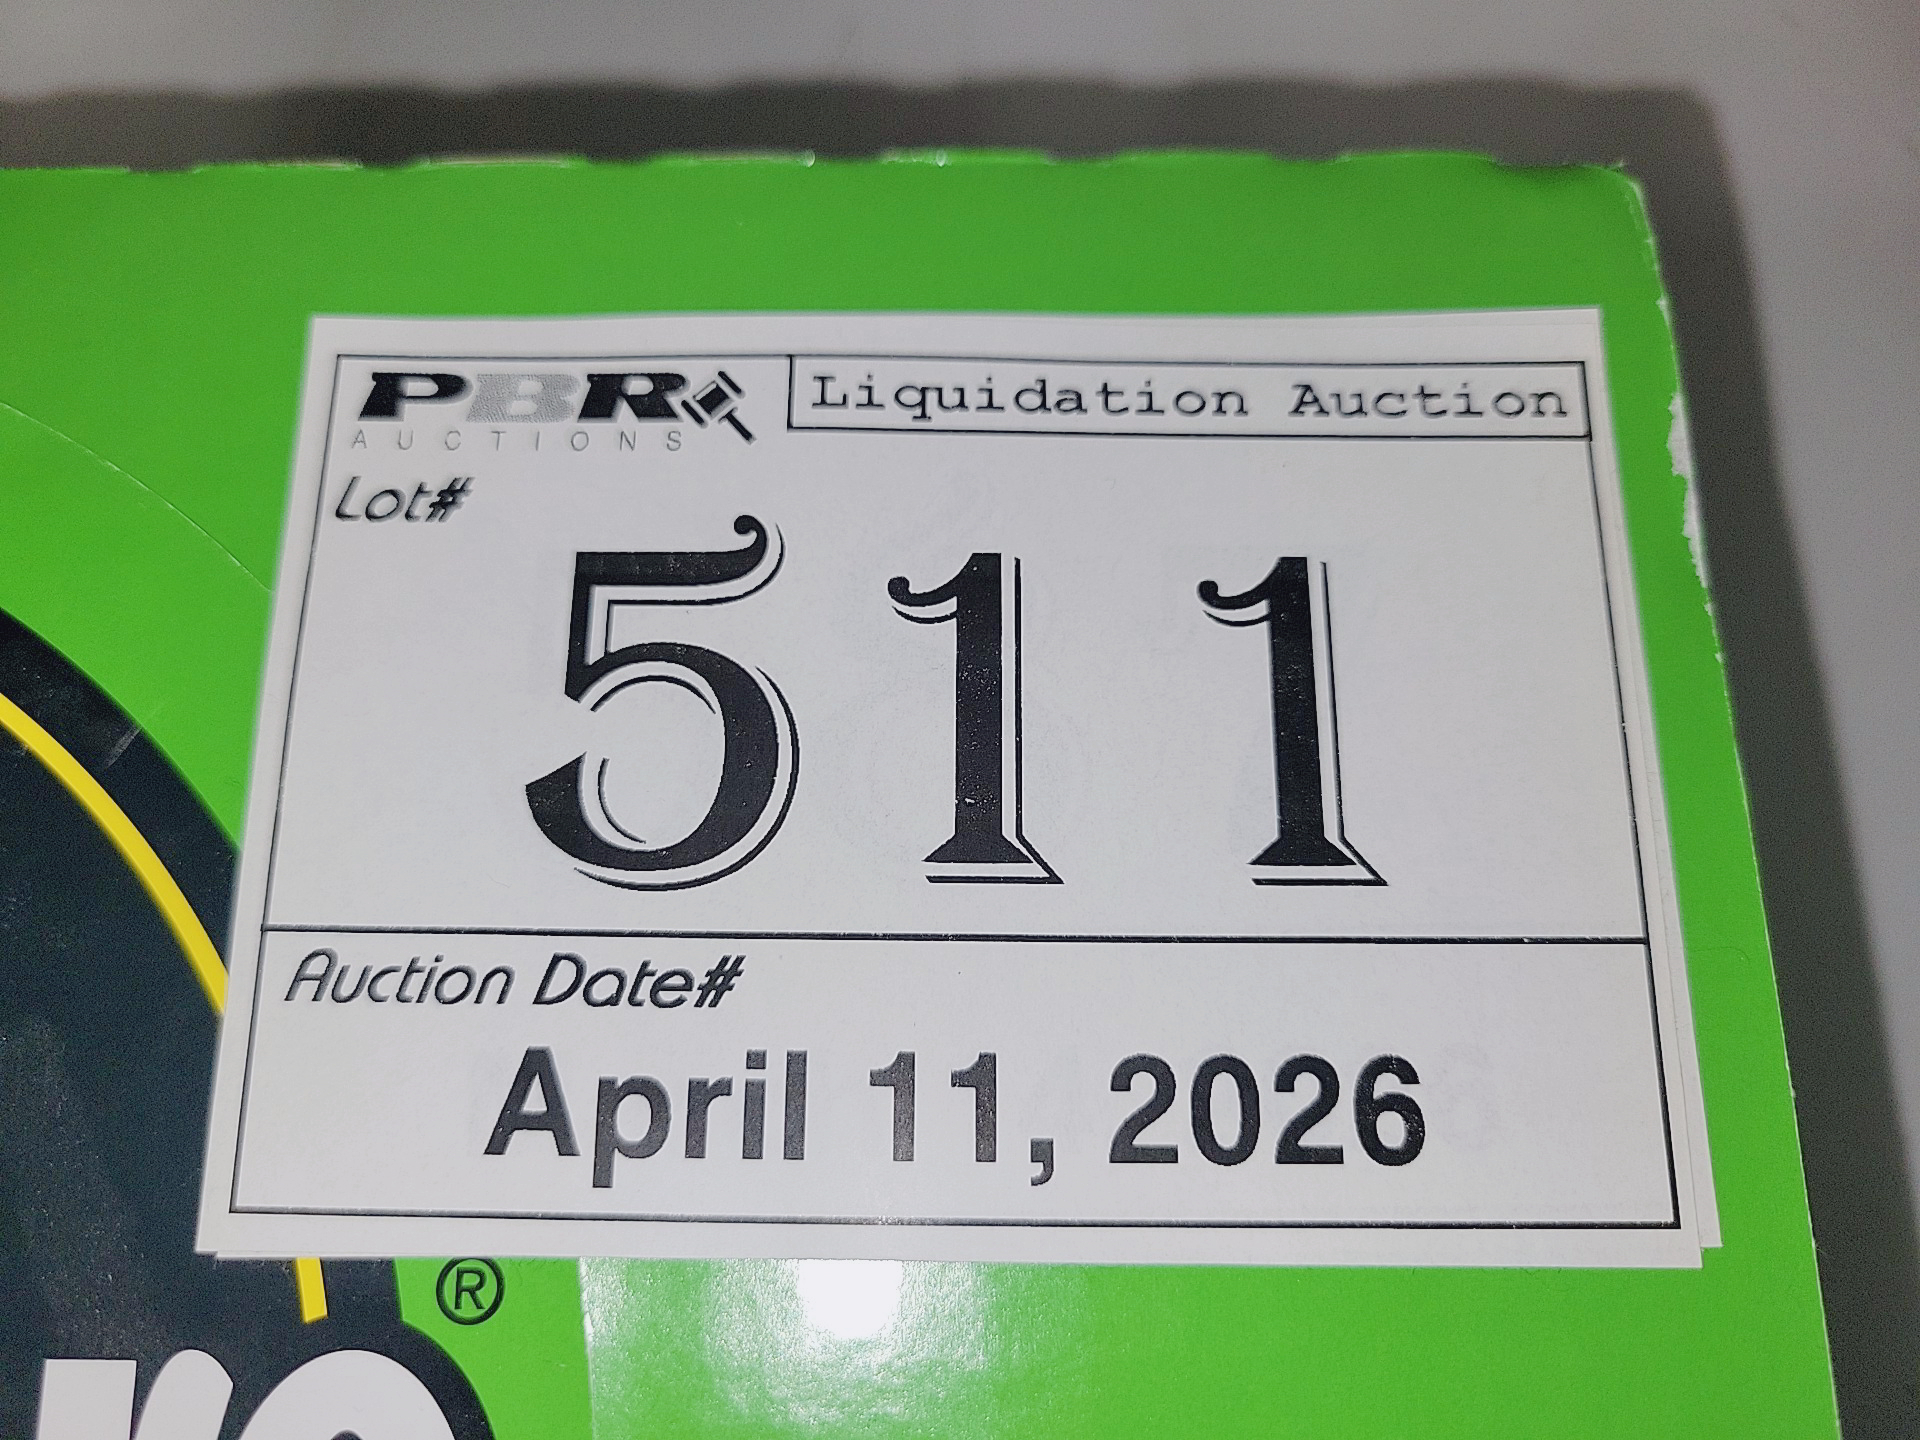 PBR
AUCTIONS
Liquidation Auction
Lot#
511
Auction Date#
April 11, 2026
®